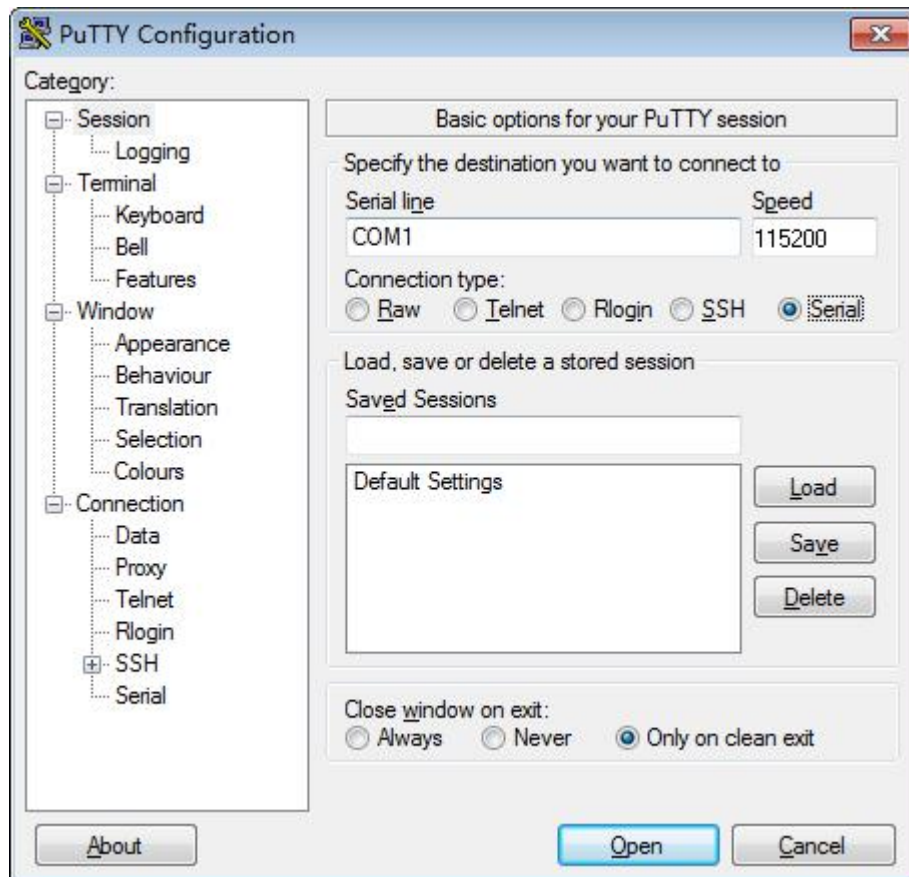 PuTTY Configuration
Category:
Session
Logging
Terminal
Keyboard
Bell
Features
Window
Appearance
Behaviour
Translation
Selection
Colours
Connection
Data
Proxy
Telnet
Rlogin
SSH
Serial
Basic options for your PuTTY session
Specify the destination you want to connect to
Serial line Speed
COM1 115200
Connection type:
Raw Telnet Rlogin SSH Serial
Load, save or delete a stored session
Saved Sessions
Default Settings
Load
Save
Delete
Close window on exit:
Always Never Only on clean exit
About Open Cancel